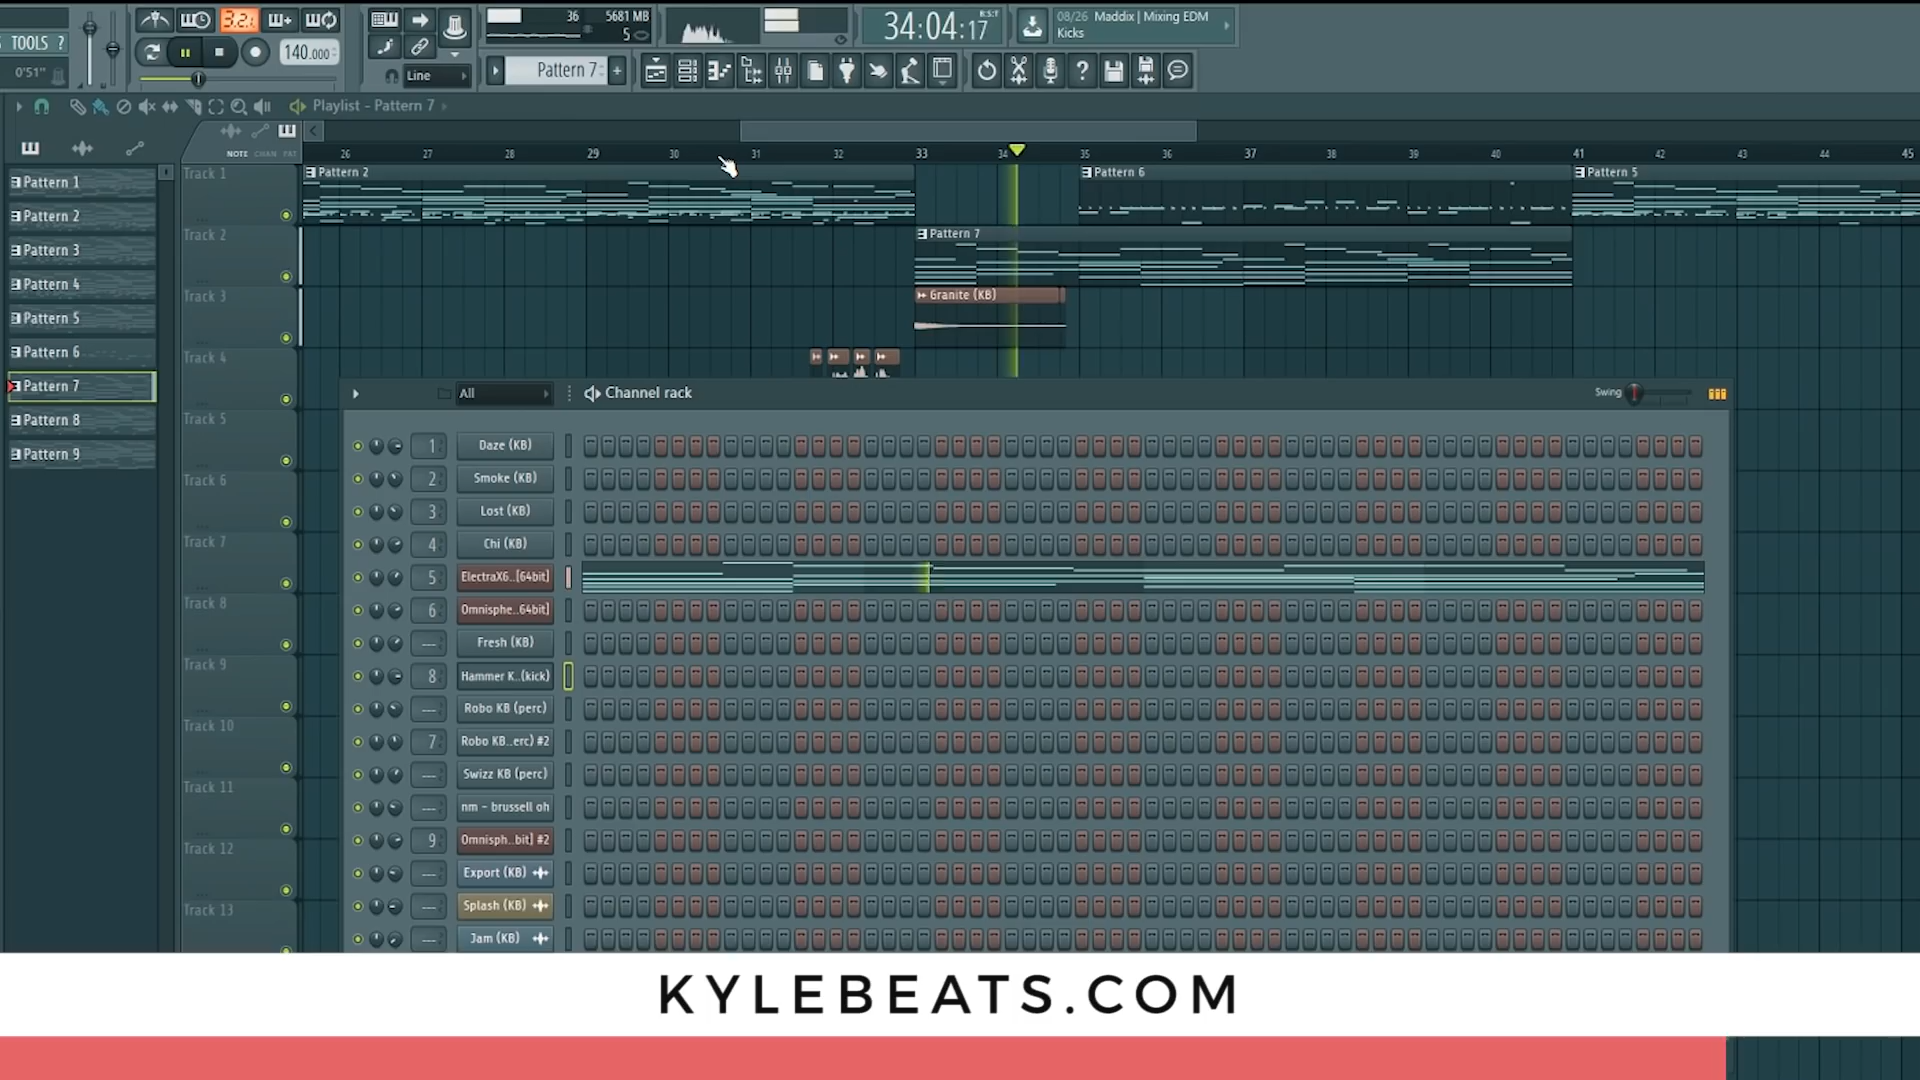 TOOLS ?
0'51"
3.2.
140.000
Line
36
5681 MB
5
34:04:17
B:S:T
08/26 Maddix | Mixing EDM
Kicks
Pattern 7
Playlist - Pattern 7
NOTE CHAN PAT
26 27 28 29 30 31 32 33 34 35 36 37 38 39 40 41 42 43 44 45
Pattern 1
Pattern 2
Pattern 3
Pattern 4
Pattern 5
Pattern 6
Pattern 7
Pattern 8
Pattern 9
Track 1
Track 2
Track 3
Track 4
Track 5
Track 6
Track 7
Track 8
Track 9
Track 10
Track 11
Track 12
Track 13
Pattern 2
Pattern 6
Pattern 5
Pattern 7
Granite (KB)
All
Channel rack
Swing
1 Daze (KB)
2 Smoke (KB)
3 Lost (KB)
4 Chi (KB)
5 ElectraX6..[64bit]
6 Omnisphe..64bit]
--- Fresh (KB)
8 Hammer K..(kick)
--- Robo KB (perc)
7 Robo KB..erc) #2
--- Swizz KB (perc)
--- nm - brussell oh
9 Omnisph..bit] #2
--- Export (KB)
--- Splash (KB)
--- Jam (KB)
KYLEBEATS.COM